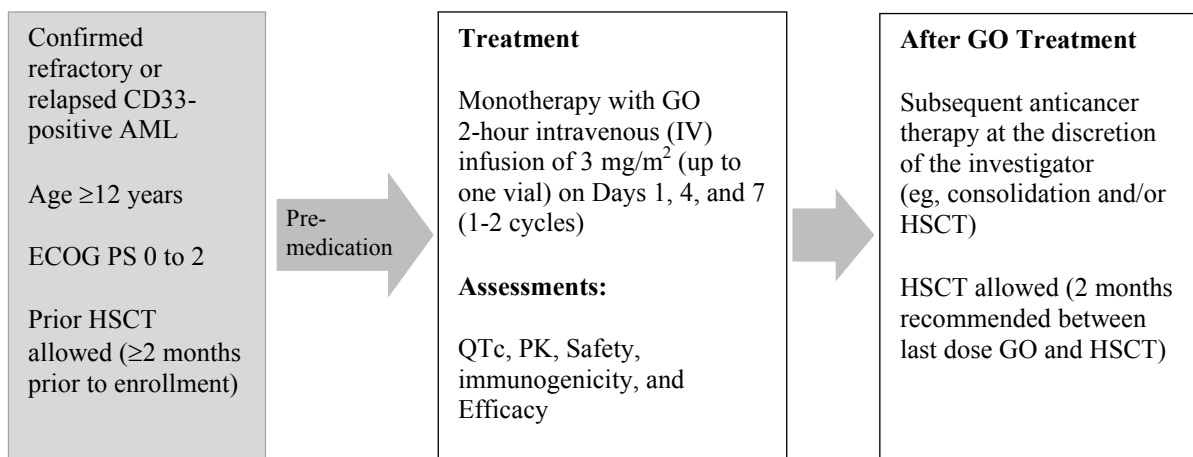 Confirmed
refractory or
relapsed CD33-
positive AML
Age ≥12 years
ECOG PS 0 to 2
Prior HSCT
allowed (≥2 months
prior to enrollment)
Pre-
medication
Treatment
Monotherapy with GO
2-hour intravenous (IV)
infusion of 3 mg/m² (up to
one vial) on Days 1, 4, and 7
(1-2 cycles)
Assessments:
QTc, PK, Safety,
immunogenicity, and
Efficacy
After GO Treatment
Subsequent anticancer
therapy at the discretion
of the investigator
(eg, consolidation and/or
HSCT)
HSCT allowed (2 months
recommended between
last dose GO and HSCT)